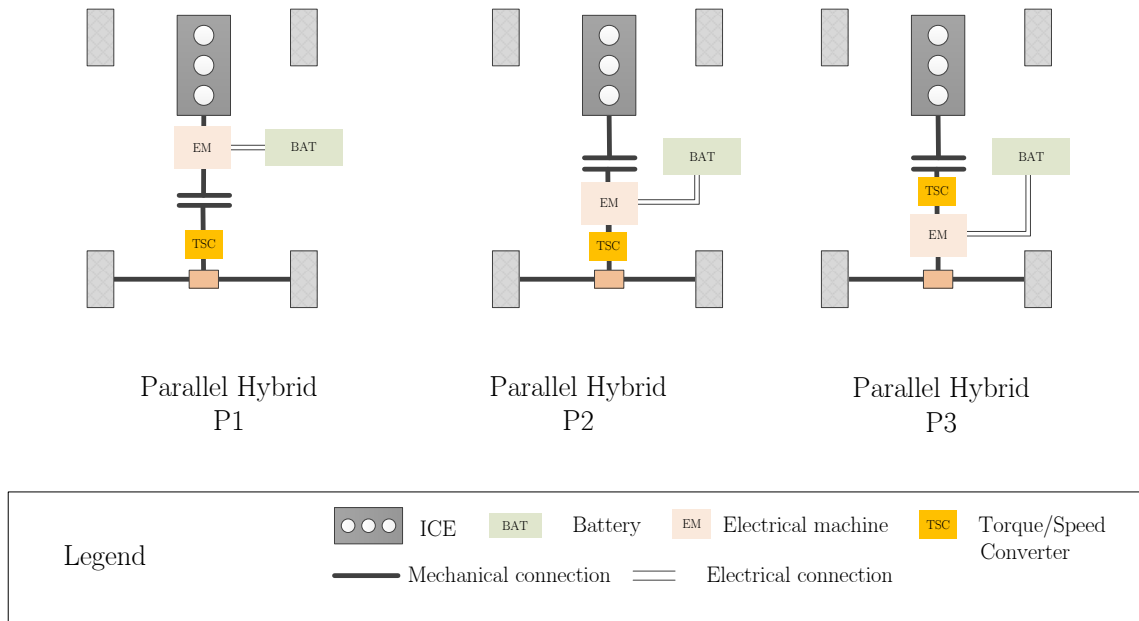 EM
BAT
TSC
BAT
EM
TSC
BAT
TSC
EM
Parallel Hybrid
P1
Parallel Hybrid
P2
Parallel Hybrid
P3
Legend
ICE
BAT
Battery
EM
Electrical machine
TSC
Torque/Speed
Converter
Mechanical connection
Electrical connection